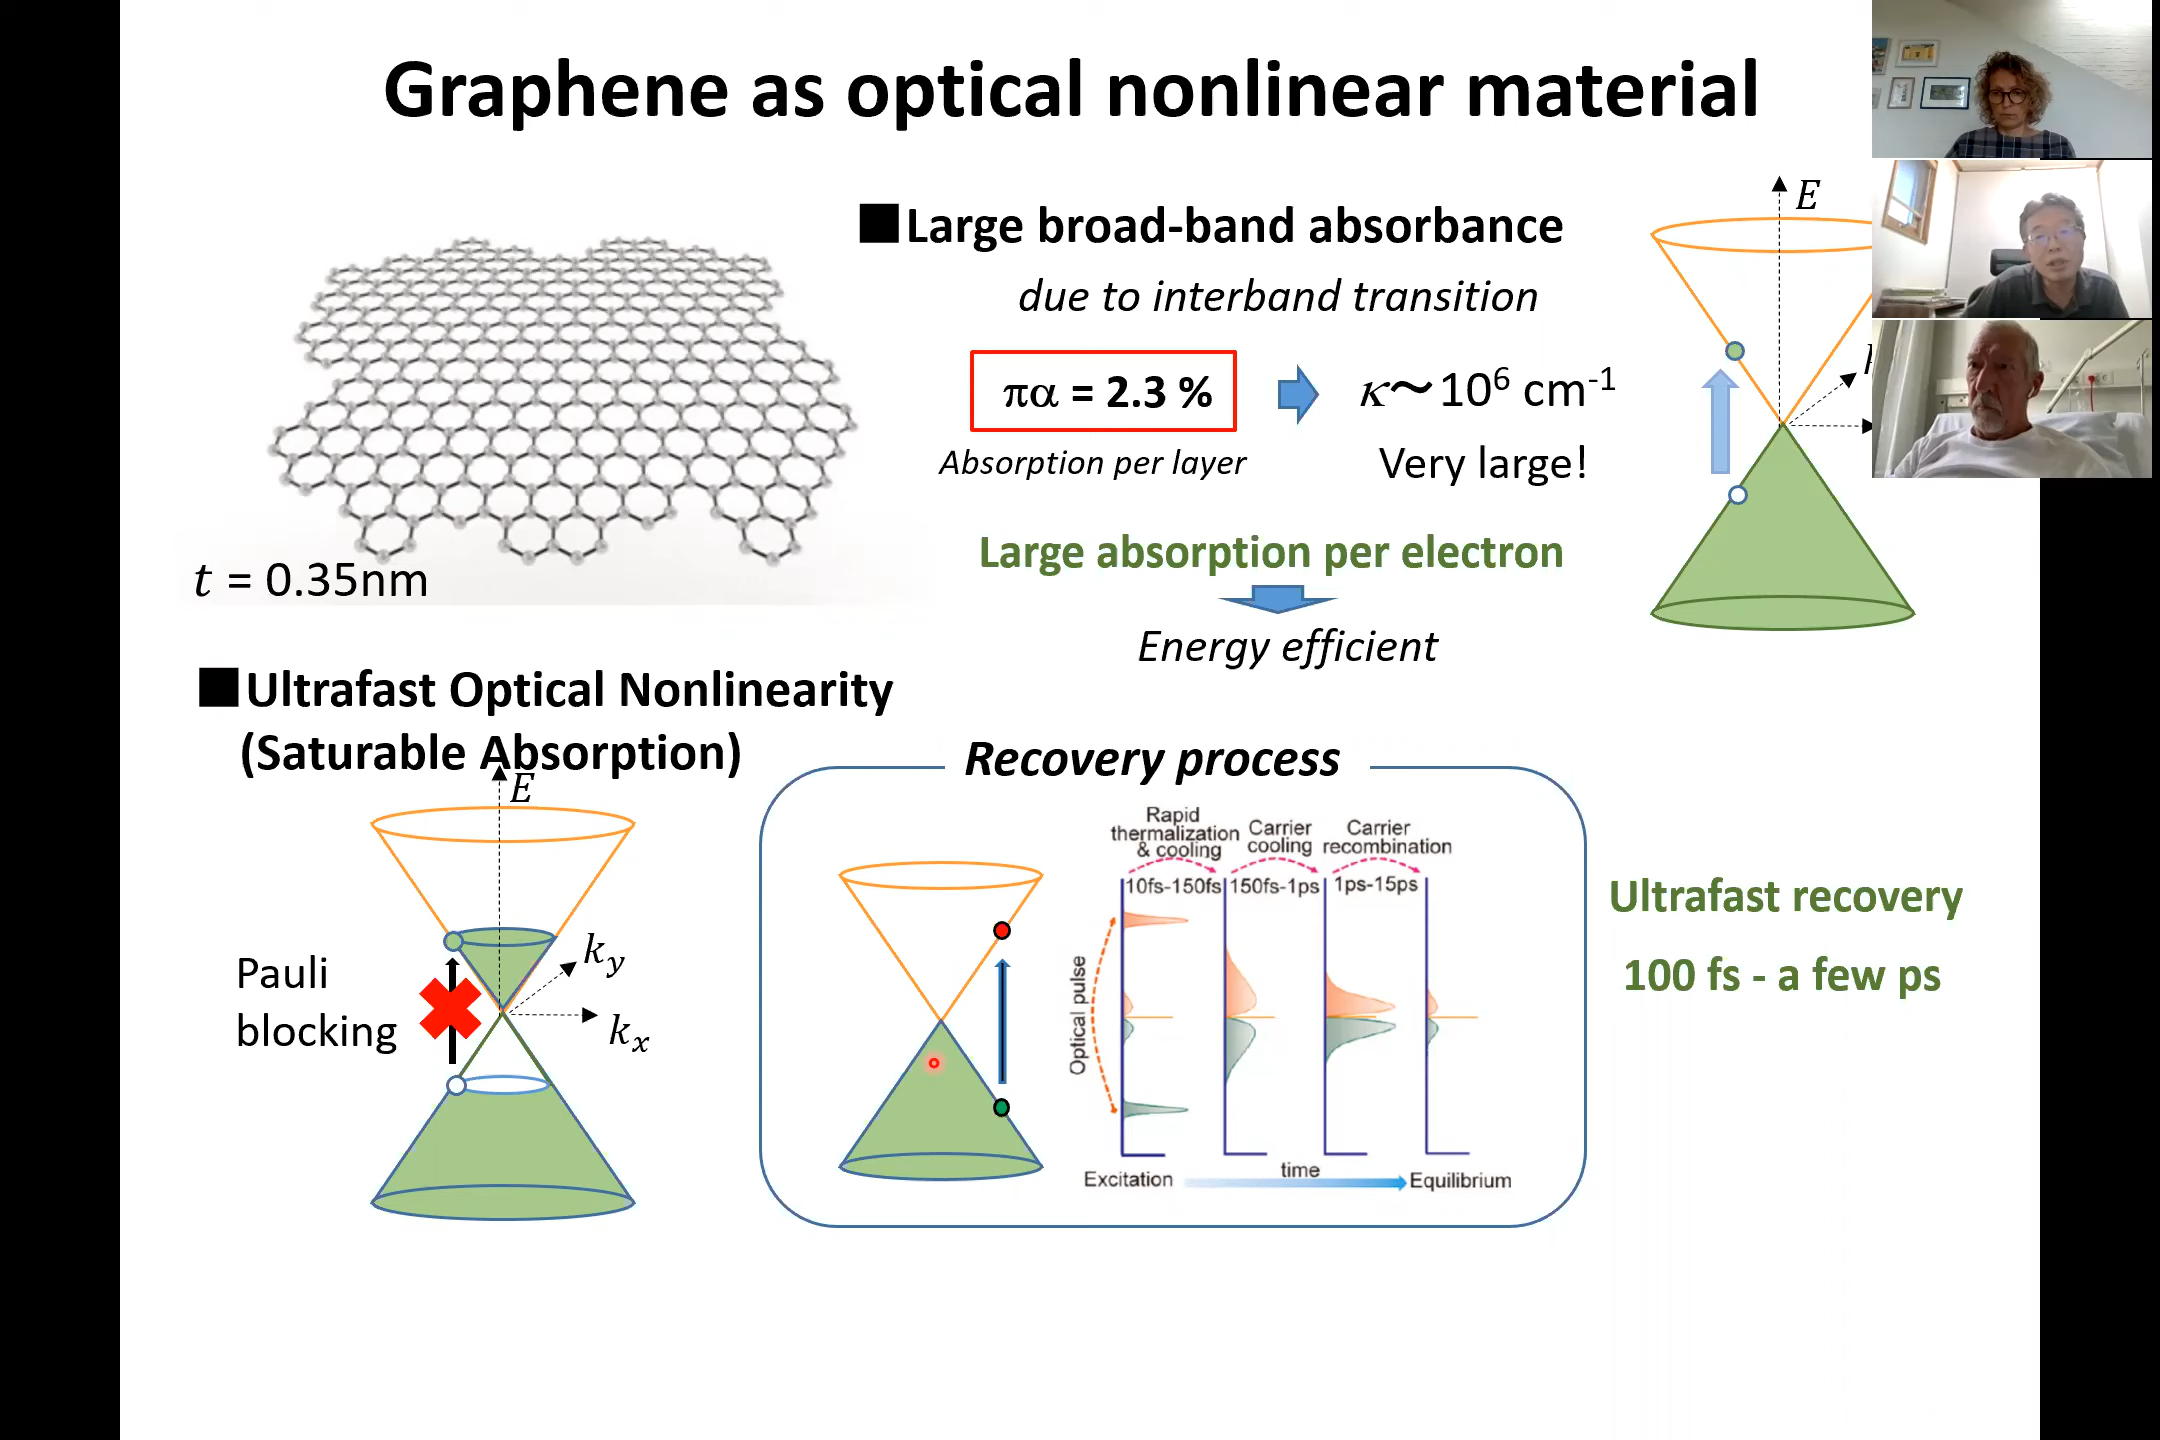 Graphene as optical nonlinear material
■Large broad-band absorbance
due to interband transition
πα = 2.3 %
κ～10⁶ cm⁻¹
Absorption per layer
Very large!
Large absorption per electron
Energy efficient
E
t = 0.35nm
■Ultrafast Optical Nonlinearity
(Saturable Absorption)
E
k_y
k_x
Pauli
blocking
Recovery process
Rapid
thermalization
& cooling
Carrier
cooling
Carrier
recombination
10fs-150fs
150fs-1ps
1ps-15ps
Optical pulse
Excitation
time
Equilibrium
Ultrafast recovery
100 fs - a few ps